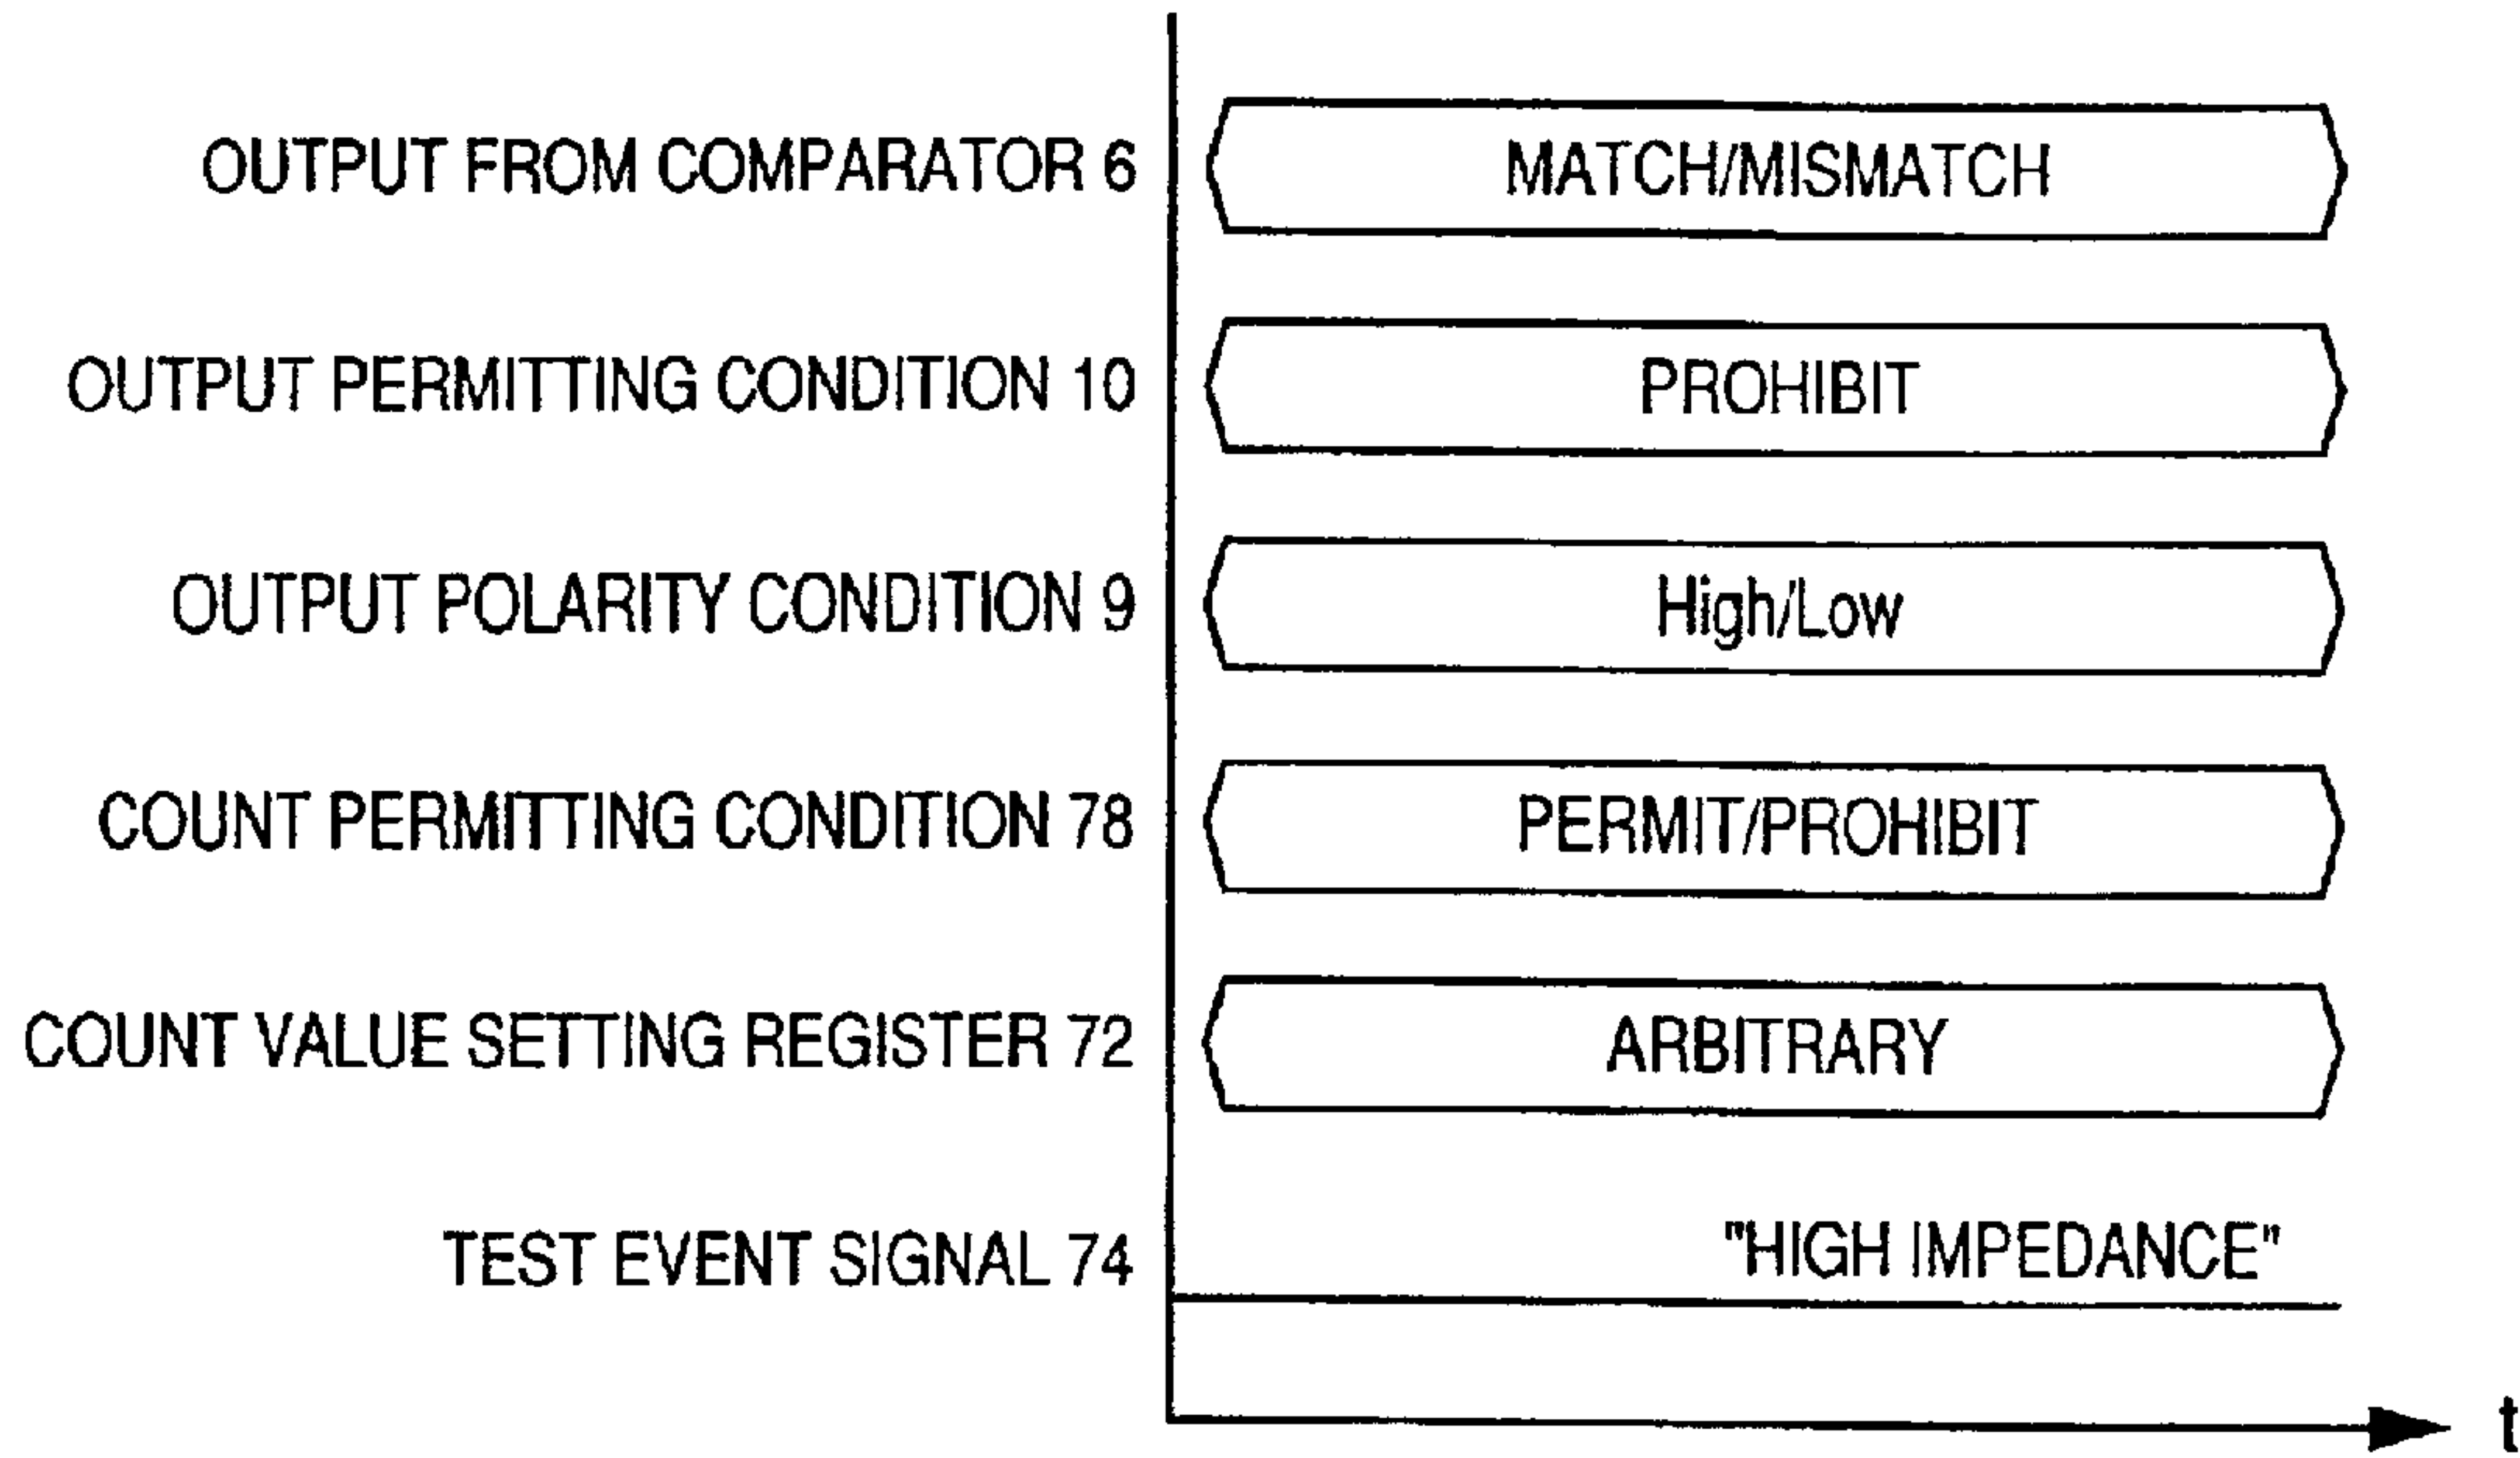 OUTPUT FROM COMPARATOR 6 MATCH/MISMATCH
OUTPUT PERMITTING CONDITION 10 PROHIBIT
OUTPUT POLARITY CONDITION 9 High/Low
COUNT PERMITTING CONDITION 78 PERMIT/PROHIBIT
COUNT VALUE SETTING REGISTER 72 ARBITRARY
TEST EVENT SIGNAL 74 "HIGH IMPEDANCE"
t